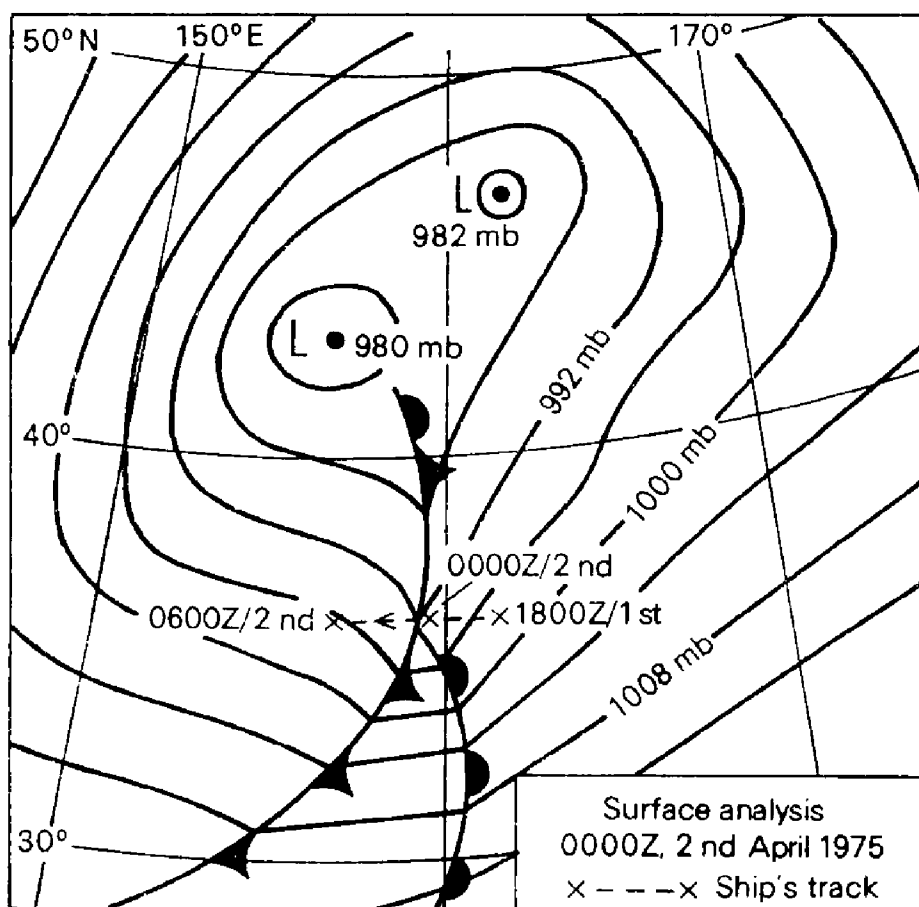 50°N 150°E 170°
L
982 mb
L 980 mb
992 mb
40°
1000 mb
0000Z/2 nd
0600Z/2 nd 1800Z/1 st
1008 mb
30°
Surface analysis
0000Z, 2 nd April 1975
×----× Ship's track